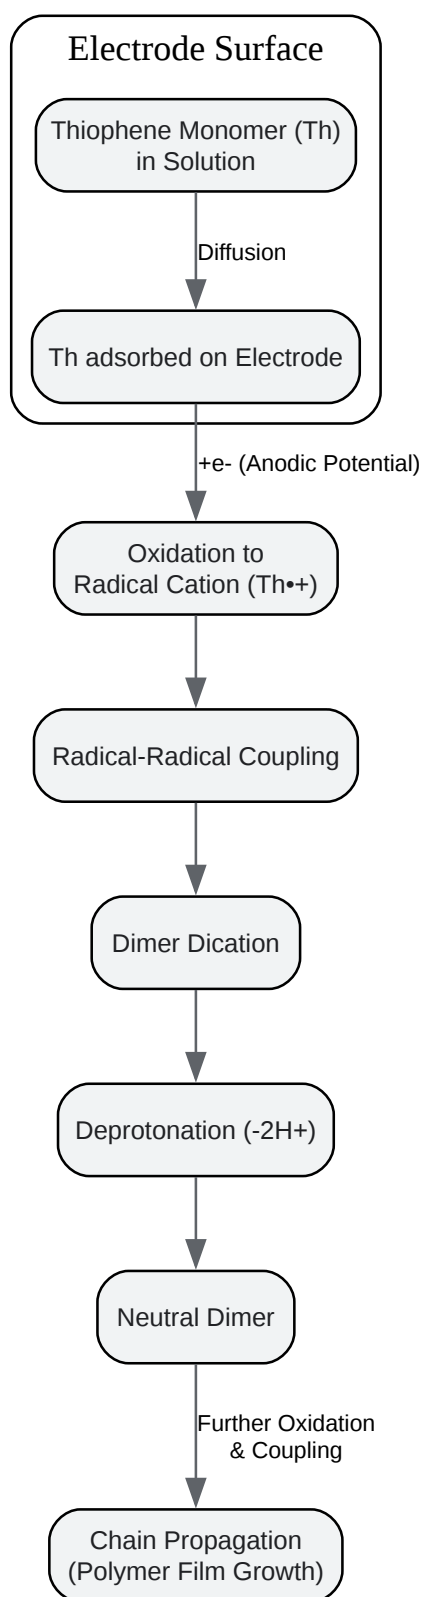 Electrode Surface
Thiophene Monomer (Th)
in Solution
Diffusion
Th adsorbed on Electrode
+e- (Anodic Potential)
Oxidation to
Radical Cation (Th•+)
Radical-Radical Coupling
Dimer Dication
Deprotonation (-2H+)
Neutral Dimer
Further Oxidation
& Coupling
Chain Propagation
(Polymer Film Growth)